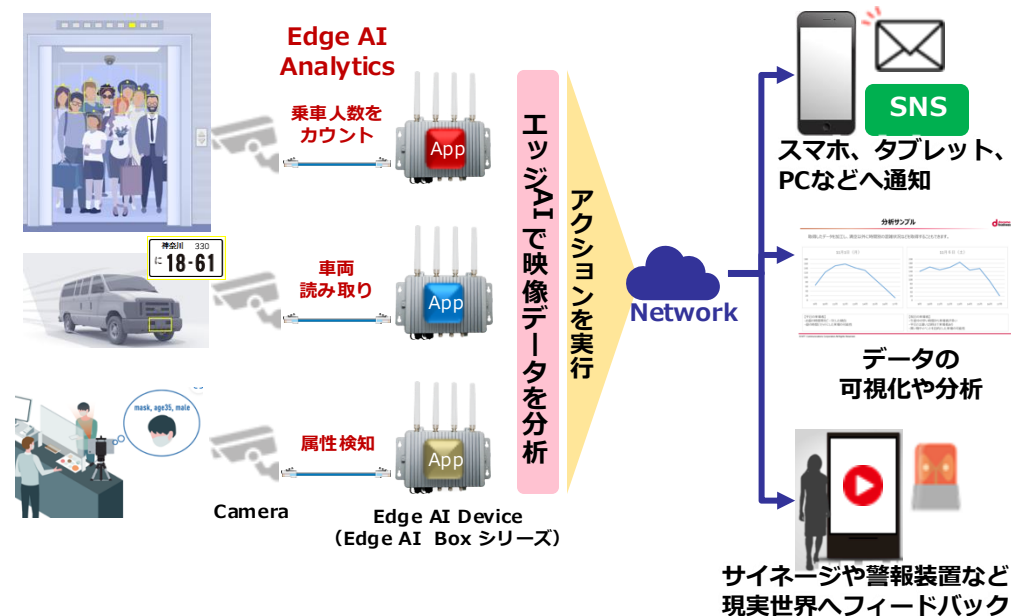 Edge AI
Analytics
乗車人数を
カウント
App
神奈川 330
に 18-61
車両
読み取り
App
mask, age35, male
属性検知
App
Camera
Edge AI Device
（Edge AI Box シリーズ）
エッジAIで映像データを分析
アクションを実行
Network
SNS
スマホ、タブレット、
PCなどへ通知
分析サンプル
データの
可視化や分析
サイネージや警報装置など
現実世界へフィードバック